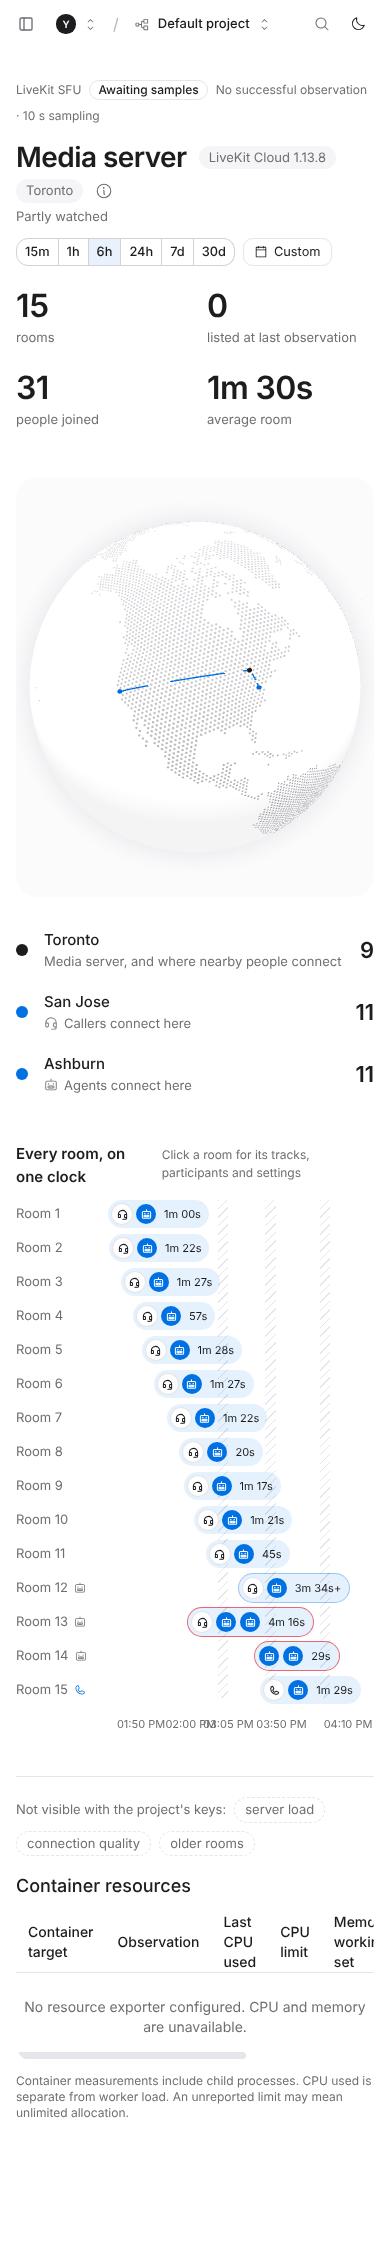 Y / Default project
LiveKit SFU Awaiting samples No successful observation
· 10 s sampling
Media server LiveKit Cloud 1.13.8
Toronto
Partly watched
15m 1h 6h 24h 7d 30d Custom
15 0
rooms listed at last observation
31 1m 30s
people joined average room
Toronto 9
Media server, and where nearby people connect
San Jose 11
Callers connect here
Ashburn 11
Agents connect here
Every room, on one clock
Click a room for its tracks, participants and settings
Room 1 1m 00s
Room 2 1m 22s
Room 3 1m 27s
Room 4 57s
Room 5 1m 28s
Room 6 1m 27s
Room 7 1m 22s
Room 8 20s
Room 9 1m 17s
Room 10 1m 21s
Room 11 45s
Room 12 3m 34s+
Room 13 4m 16s
Room 14 29s
Room 15 1m 29s
01:50 PM 02:00 PM 03:05 PM 03:50 PM 04:10 PM
Not visible with the project's keys: server load
connection quality older rooms
Container resources
Container target Observation Last CPU used CPU limit set
No resource exporter configured. CPU and memory
are unavailable.
Container measurements include child processes. CPU used is
separate from worker load. An unreported limit may mean
unlimited allocation.